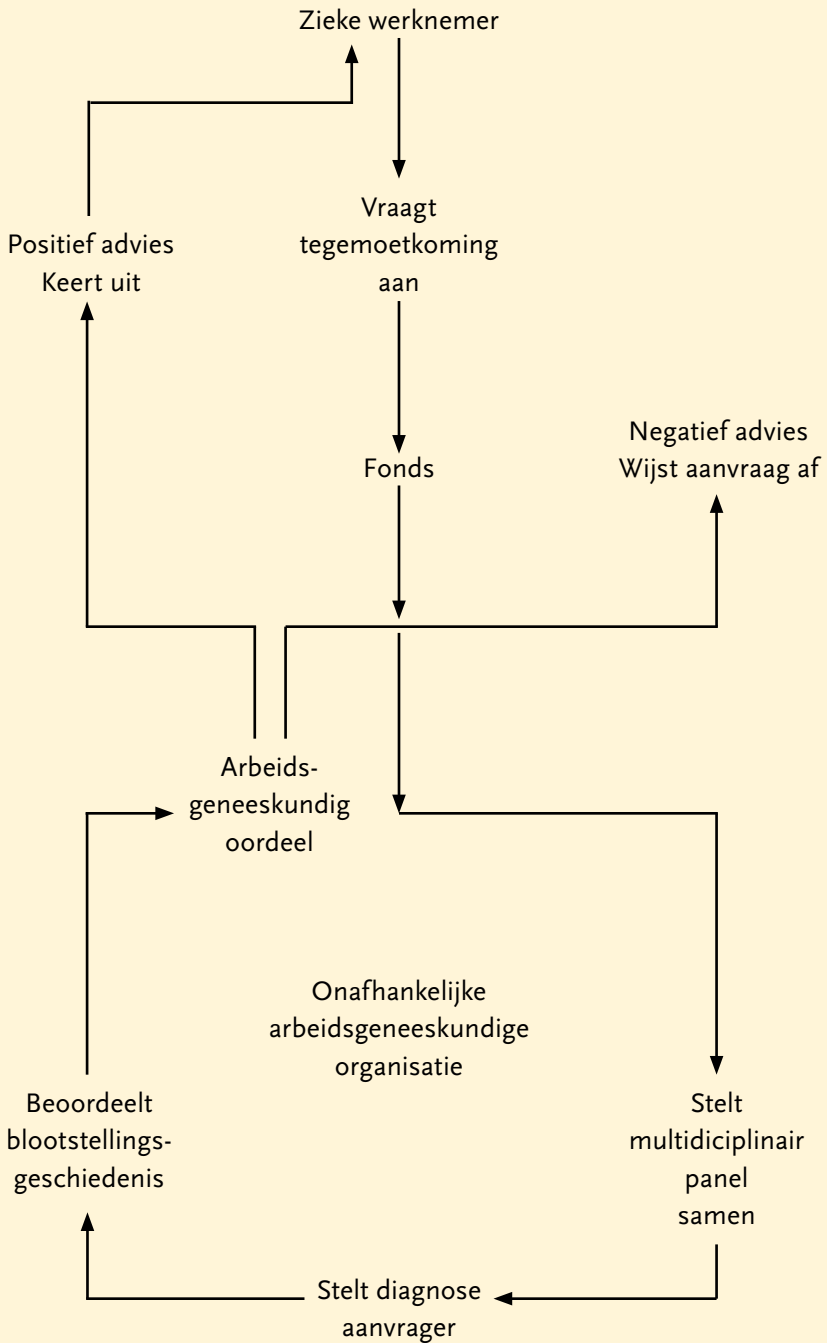 Zieke werknemer
Vraagt
tegemoetkoming
aan
Positief advies
Keert uit
Fonds
Negatief advies
Wijst aanvraag af
Arbeids-
geneeskundig
oordeel
Onafhankelijke
arbeidsgeneeskundige
organisatie
Beoordeelt
blootstellings-
geschiedenis
Stelt
multidiciplinair
panel
samen
Stelt diagnose
aanvrager